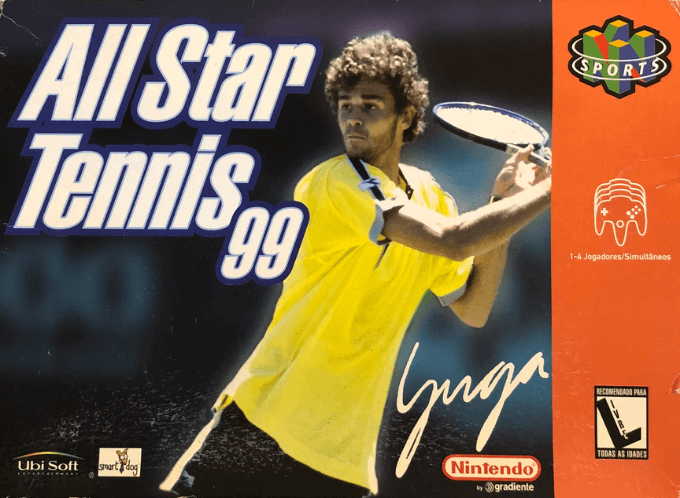 All Star
Tennis
99
SPORTS
1-4 Jogadores/Simultâneos
Guga
RECOMENDADO PARA
L
LIVRE
TODAS AS IDADES
Ubi Soft
entertainment
®
smart dog
Nintendo®
by gradiente